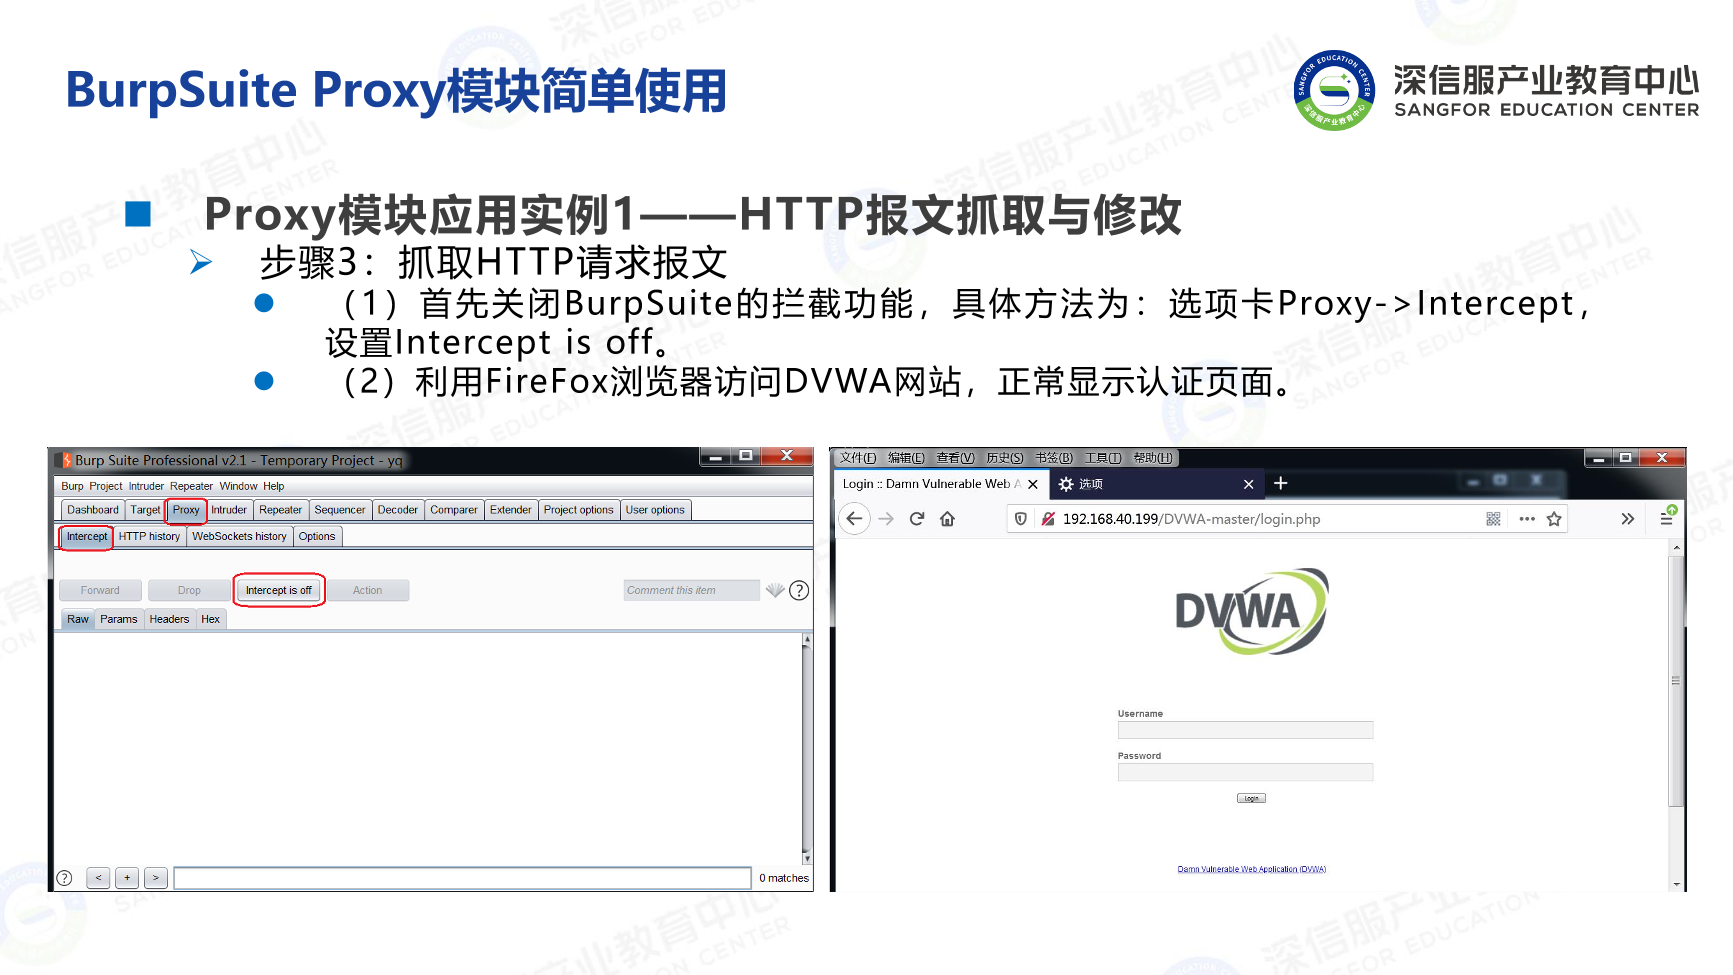 BurpSuite Proxy模块简单使用
深信服产业教育中心
SANGFOR EDUCATION CENTER
Proxy模块应用实例1——HTTP报文抓取与修改
步骤3：抓取HTTP请求报文
（1）首先关闭BurpSuite的拦截功能，具体方法为：选项卡Proxy->Intercept，
设置Intercept is off。
（2）利用FireFox浏览器访问DVWA网站，正常显示认证页面。
Burp Suite Professional v2.1 - Temporary Project - yq
Burp Project Intruder Repeater Window Help
Dashboard Target Proxy Intruder Repeater Sequencer Decoder Comparer Extender Project options User options
Intercept HTTP history WebSockets history Options
Forward Drop Intercept is off Action Comment this item ?
Raw Params Headers Hex
? < + > 0 matches
文件(F) 编辑(E) 查看(V) 历史(S) 书签(B) 工具(T) 帮助(H)
Login :: Damn Vulnerable Web A 选项
192.168.40.199/DVWA-master/login.php
DVWA
Username
Password
Login
Damn Vulnerable Web Application (DVWA)